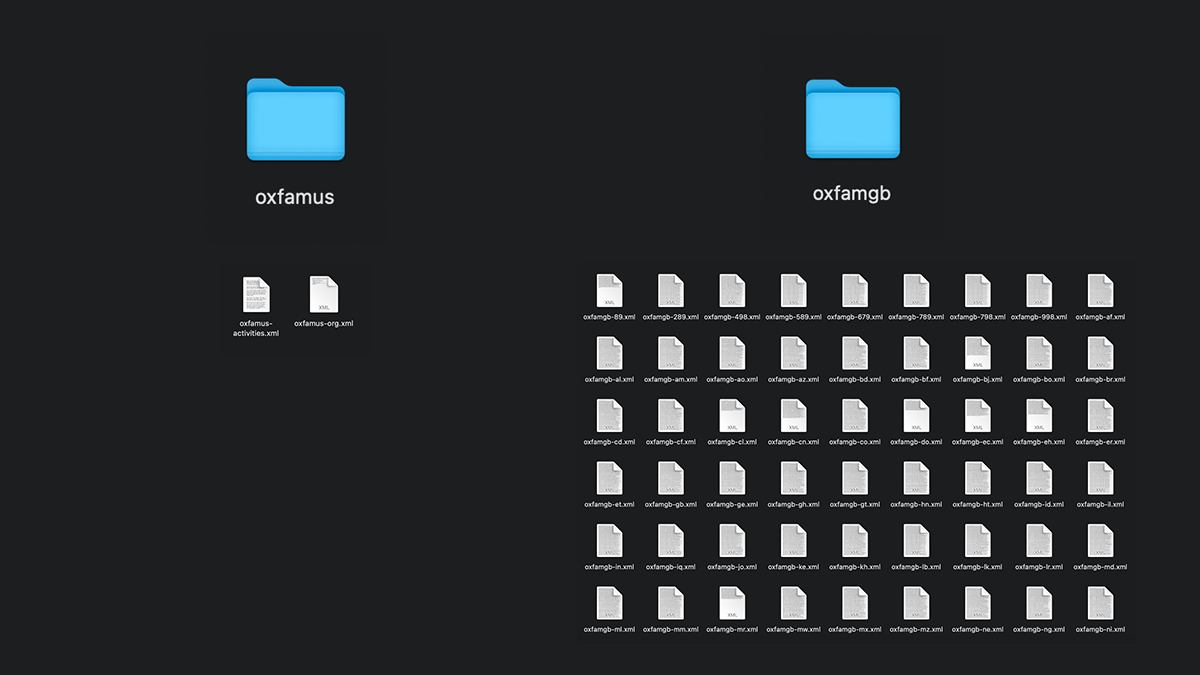 oxfamus
oxfamgb
oxfamus-
activities.xml
oxfamus-org.xml
oxfamgb-89.xml oxfamgb-289.xml oxfamgb-498.xml oxfamgb-589.xml oxfamgb-679.xml oxfamgb-789.xml oxfamgb-798.xml oxfamgb-998.xml oxfamgb-af.xml
oxfamgb-al.xml oxfamgb-am.xml oxfamgb-ao.xml oxfamgb-az.xml oxfamgb-bd.xml oxfamgb-bf.xml oxfamgb-bj.xml oxfamgb-bo.xml oxfamgb-br.xml
oxfamgb-cd.xml oxfamgb-cf.xml oxfamgb-cl.xml oxfamgb-cn.xml oxfamgb-co.xml oxfamgb-do.xml oxfamgb-ec.xml oxfamgb-eh.xml oxfamgb-er.xml
oxfamgb-et.xml oxfamgb-gb.xml oxfamgb-ge.xml oxfamgb-gh.xml oxfamgb-gt.xml oxfamgb-hn.xml oxfamgb-ht.xml oxfamgb-id.xml oxfamgb-il.xml
oxfamgb-in.xml oxfamgb-iq.xml oxfamgb-jo.xml oxfamgb-ke.xml oxfamgb-kh.xml oxfamgb-lb.xml oxfamgb-lk.xml oxfamgb-lr.xml oxfamgb-md.xml
oxfamgb-ml.xml oxfamgb-mm.xml oxfamgb-mr.xml oxfamgb-mw.xml oxfamgb-mx.xml oxfamgb-mz.xml oxfamgb-ne.xml oxfamgb-ng.xml oxfamgb-ni.xml